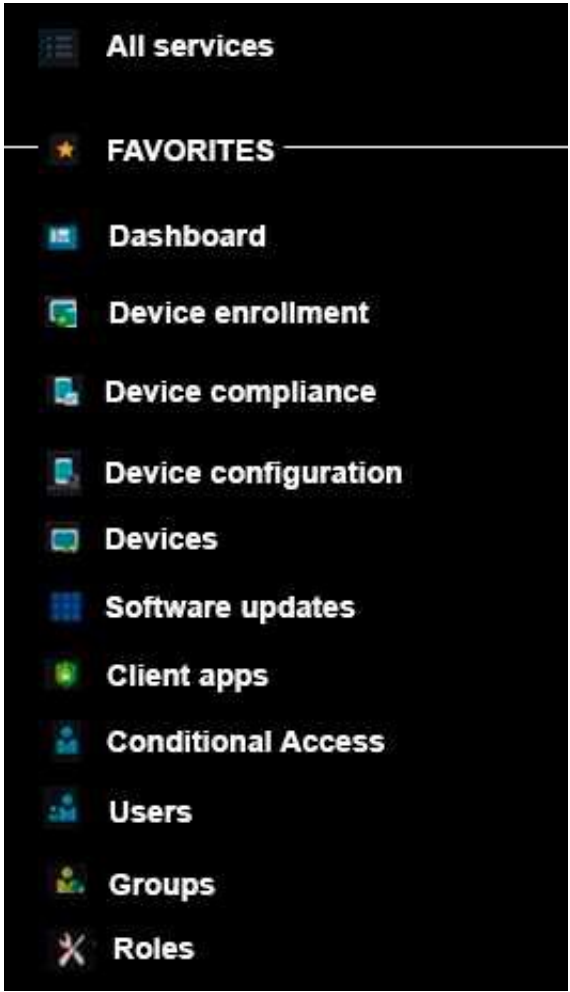 All services
FAVORITES
Dashboard
Device enrollment
Device compliance
Device configuration
Devices
Software updates
Client apps
Conditional Access
Users
Groups
Roles